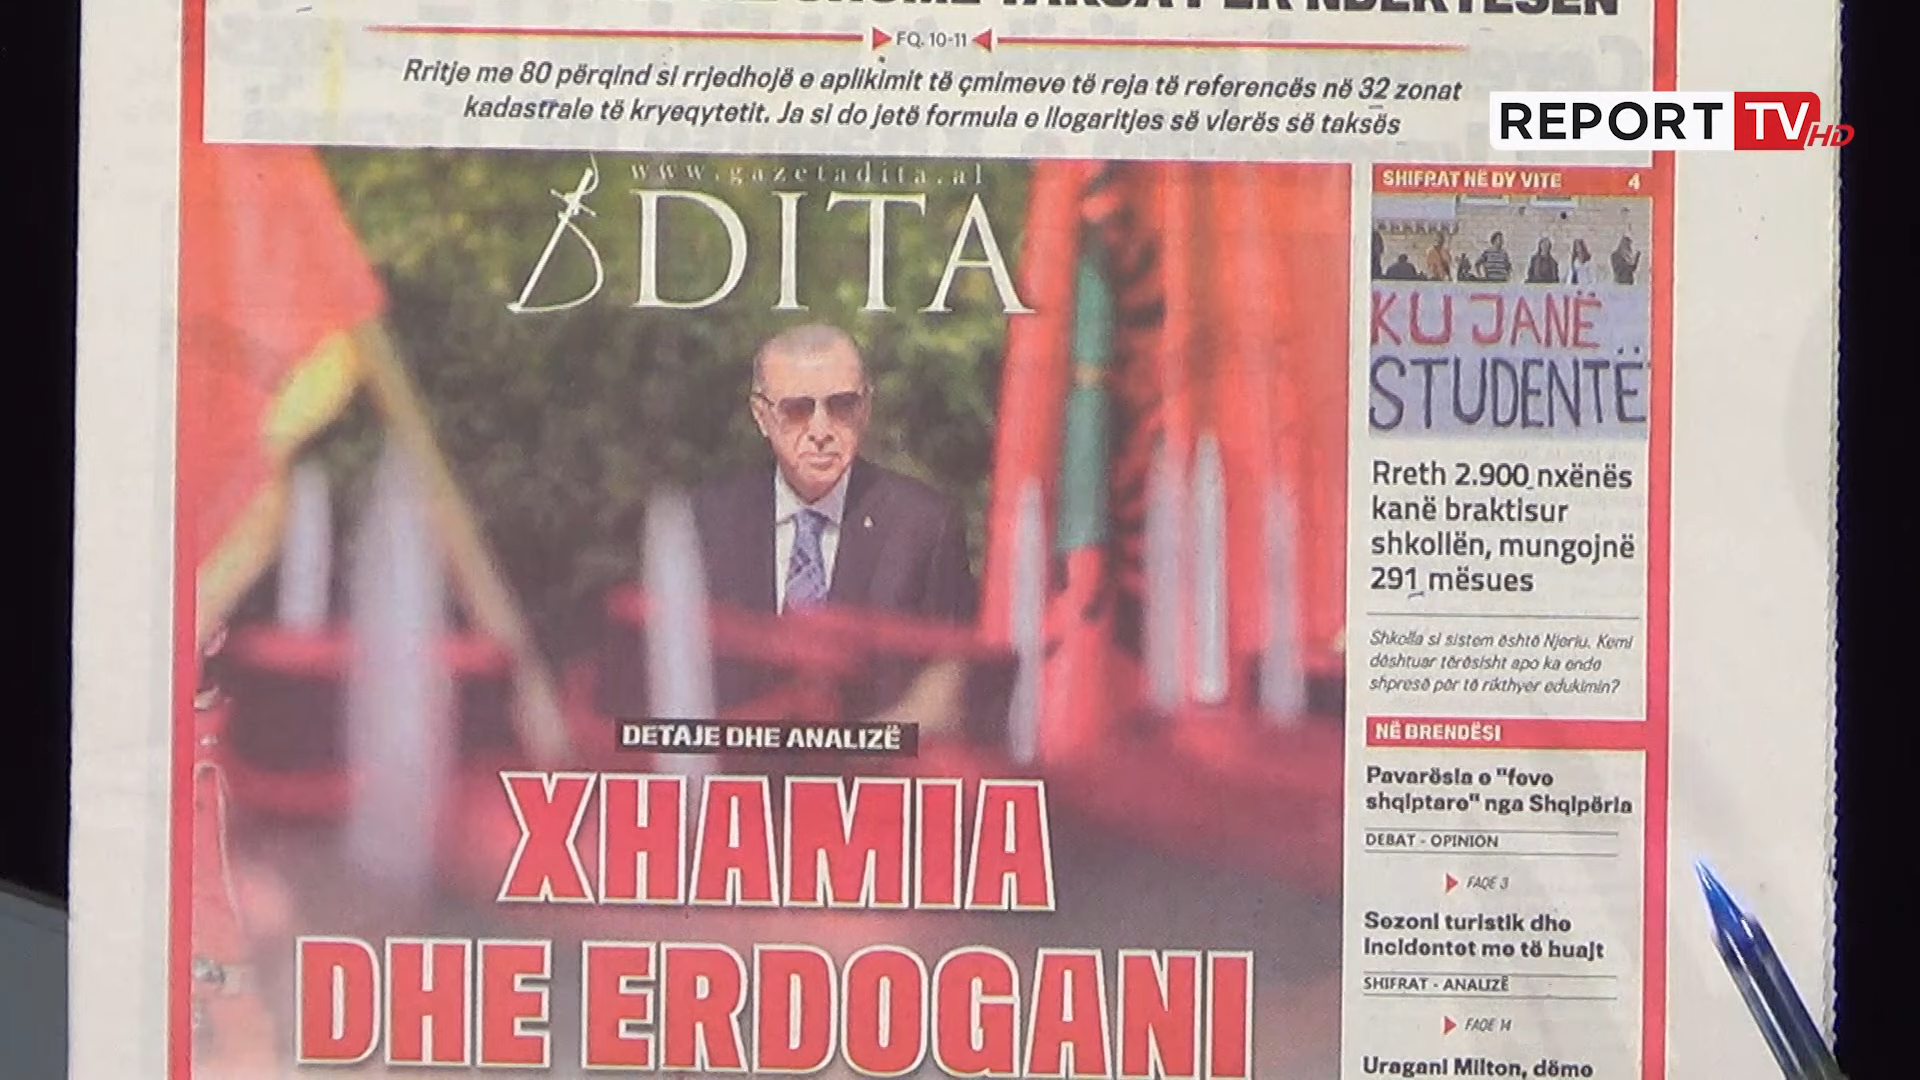 FQ. 10-11
Rritje me 80 përqind si rrjedhojë e aplikimit të çmimeve të reja të referencës në 32 zonat
kadastrale të kryeqytetit. Ja si do jetë formula e llogaritjes së vlerës së taksës
REPORT TV HD
www.gazetadita.al
DITA
SHIFRAT NË DY VITE 4
KU JANË
STUDENTË
Rreth 2.900 nxënës
kanë braktisur
shkollën, mungojnë
291 mësues
Shkolla si sistem është Njeriu. Kemi
dështuar tërësisht apo ka ende
shpresë për të rikthyer edukimin?
DETAJE DHE ANALIZË
XHAMIA
DHE ERDOGANI
NË BRENDËSI
Pavarësia e "fove
shqiptare" nga Shqipëria
DEBAT - OPINION
FAQE 3
Sezoni turistik dhe
incidentet me të huajt
SHIFRAT - ANALIZË
FAQE 14
Uragani Milton, dëme